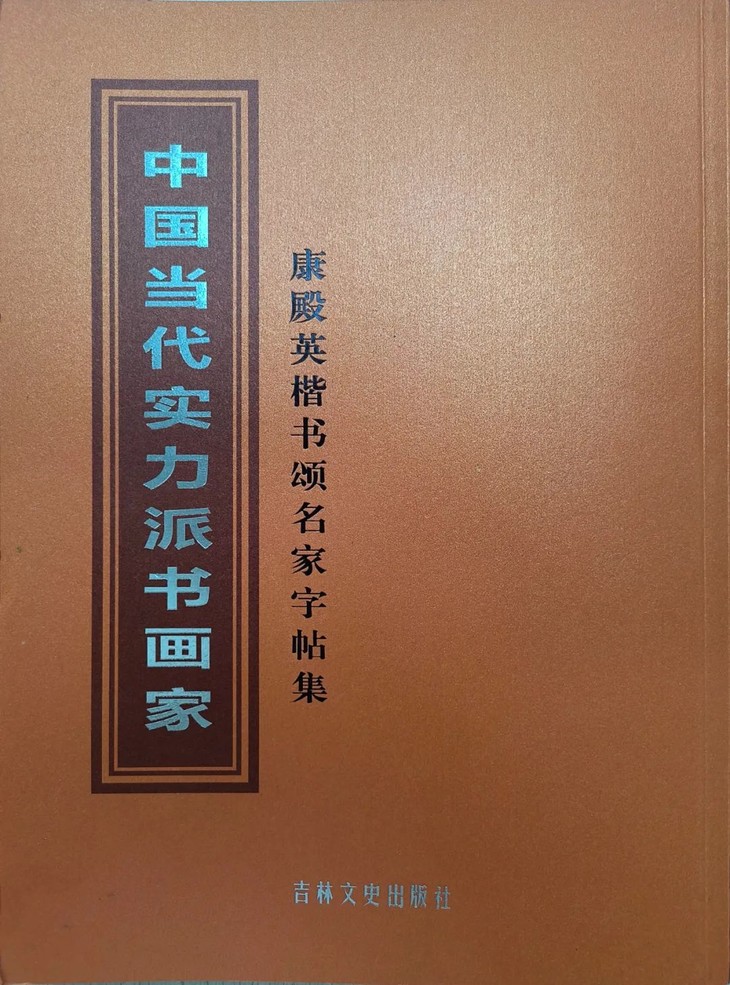 中国当代实力派书画家
康殿英楷书颂名家字帖集
吉林文史出版社